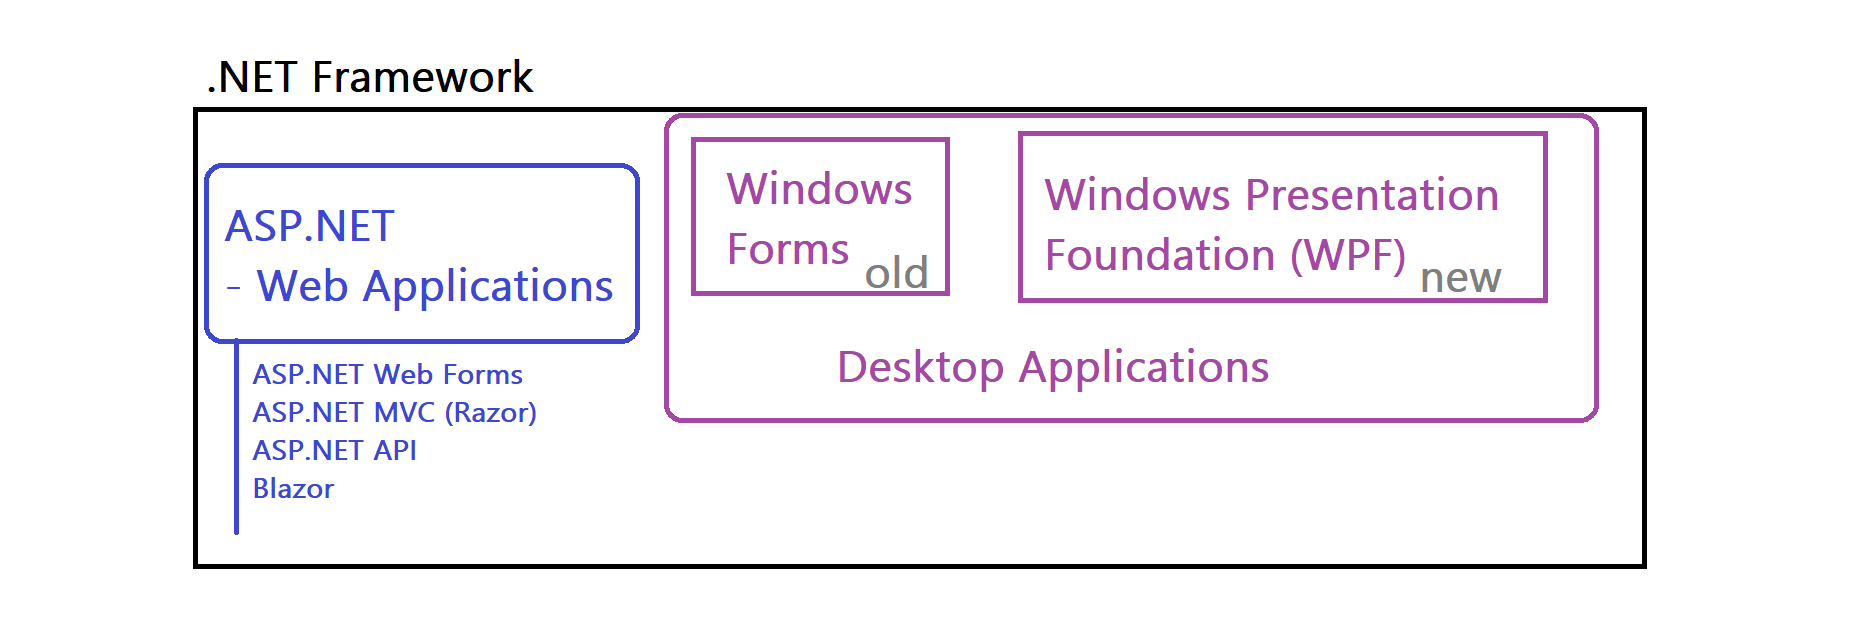 .NET Framework
ASP.NET
- Web Applications
ASP.NET Web Forms
ASP.NET MVC (Razor)
ASP.NET API
Blazor
Windows
Forms
old
Windows Presentation
Foundation (WPF)
new
Desktop Applications